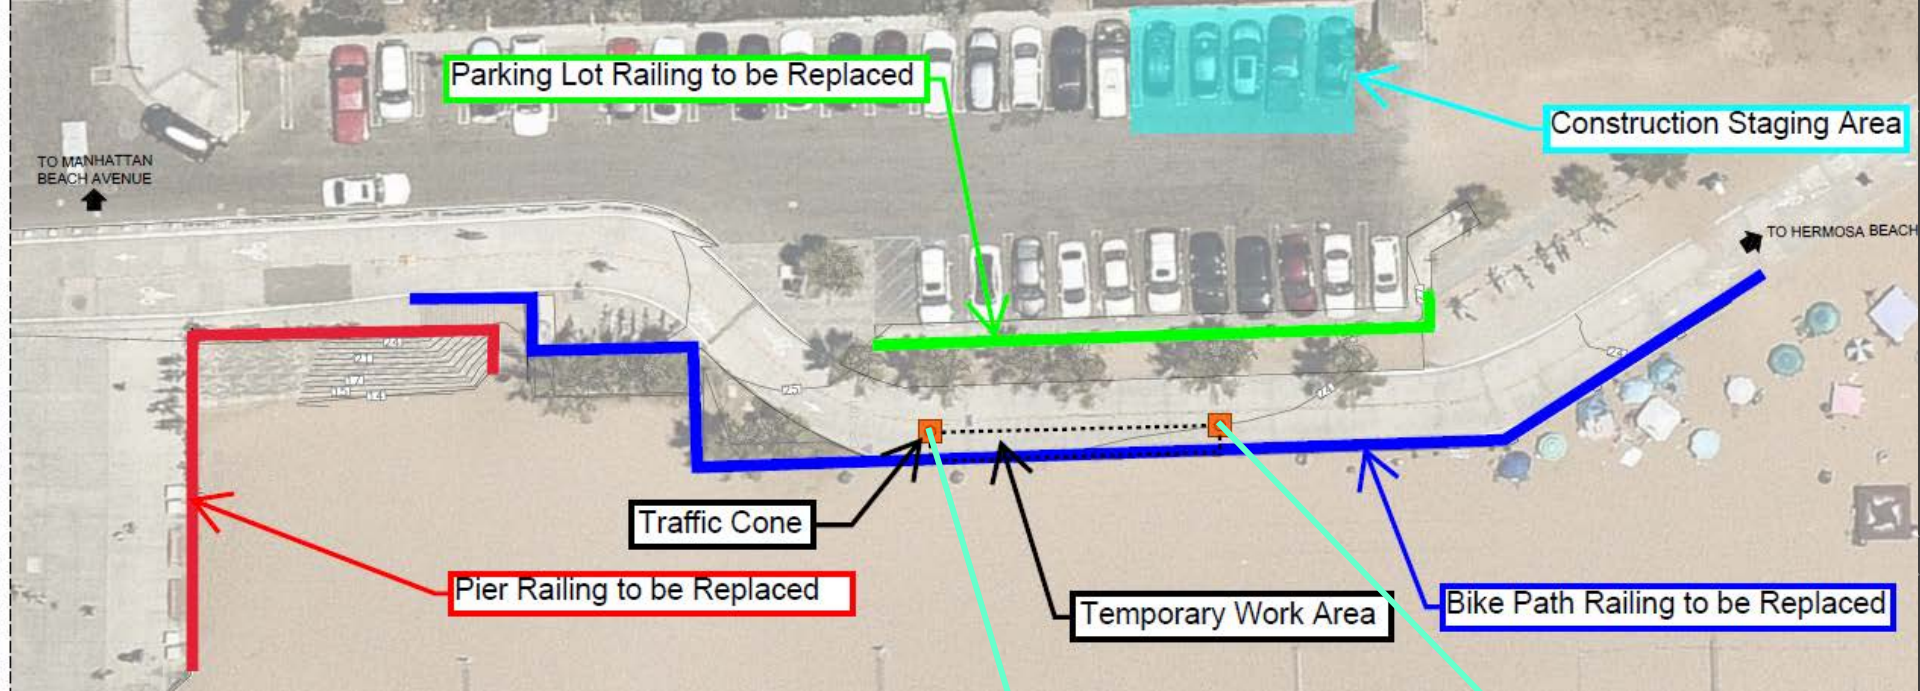 Parking Lot Railing to be Replaced
Construction Staging Area
TO MANHATTAN
BEACH AVENUE
TO HERMOSA BEACH
Traffic Cone
Pier Railing to be Replaced
Temporary Work Area
Bike Path Railing to be Replaced